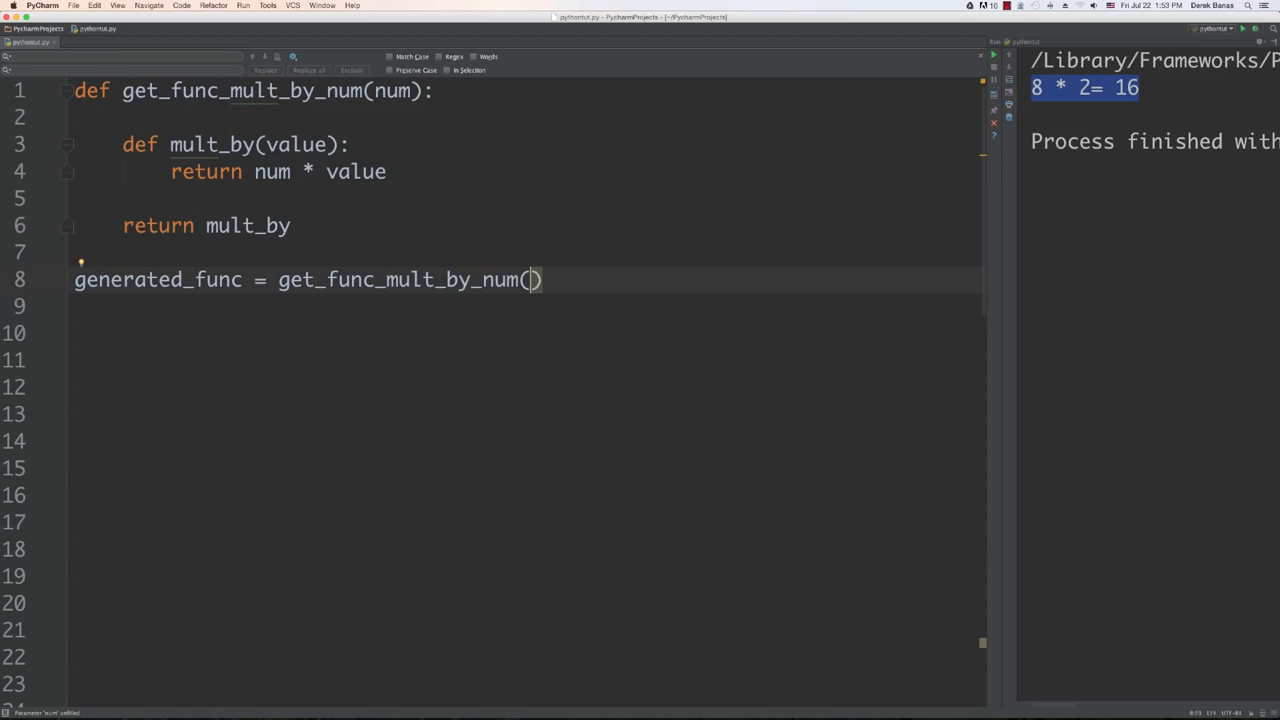 PyCharm File Edit View Navigate Code Refactor Run Tools VCS Window Help 10 Fri Jul 22 1:53 PM Derek Banas
pythontut.py - PycharmProjects - [~/PycharmProjects]
PycharmProjects pythontut.py pythontut
pythontut.py Run pythontut
Match Case Regex Words
Replace Replace all Exclude Preserve Case In Selection
/Library/Frameworks/P
8 * 2= 16
Process finished with
1 def get_func_mult_by_num(num):
2
3 def mult_by(value):
4 return num * value
5
6 return mult_by
7
8 generated_func = get_func_mult_by_num()
9
10
11
12
13
14
15
16
17
18
19
20
21
22
23
Parameter 'num' unfilled 8:39 LF‡ UTF-8‡